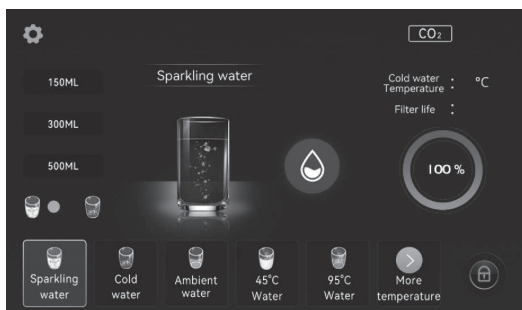 CO₂
Sparkling water
150ML
300ML
500ML
Cold water
Temperature : °C
Filter life :
100 %
Sparkling
water
Cold
water
Ambient
water
45°C
Water
95°C
Water
More
temperature